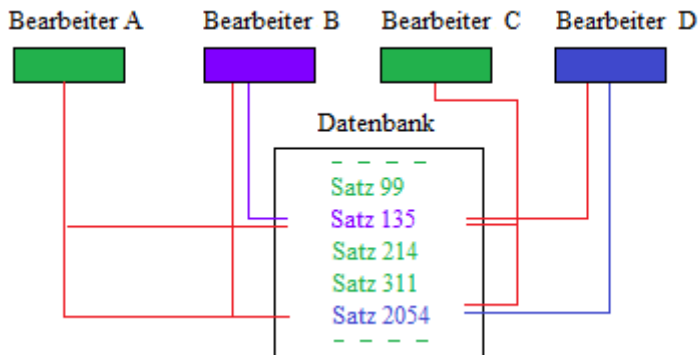 Bearbeiter A Bearbeiter B Bearbeiter C Bearbeiter D
Datenbank
Satz 99
Satz 135
Satz 214
Satz 311
Satz 2054